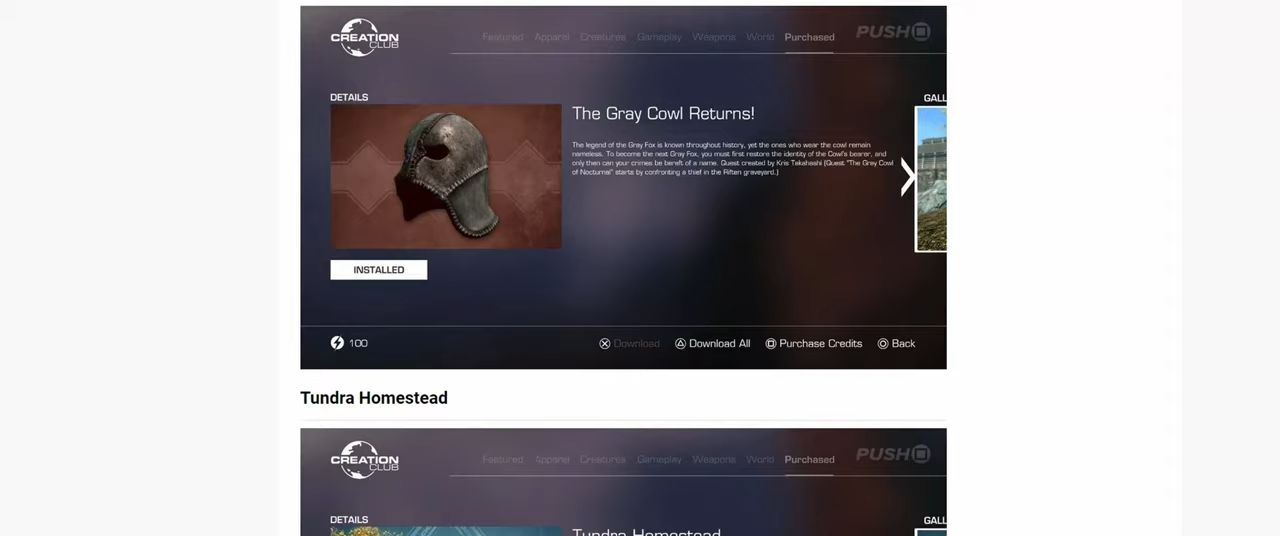 CREATION
CLUB
Featured Apparel Creatures Gameplay Weapons World Purchased
PUSH
DETAILS
GALL
The Gray Cowl Returns!
The legend of the Gray Fox is known throughout history, yet the ones who wear the cowl remain
nameless. To become the next Gray Fox, you must first restore the identity of the Cowl's bearer, and
only then can your crimes be bereft of a name. Quest created by Kris Takahashi (Quest "The Gray Cowl
of Nocturnal" starts by confronting a thief in the Riften graveyard.)
INSTALLED
100
Download Download All Purchase Credits Back
Tundra Homestead
CREATION
CLUB
Featured Apparel Creatures Gameplay Weapons World Purchased
PUSH
DETAILS
GALL
Tundra Homestead